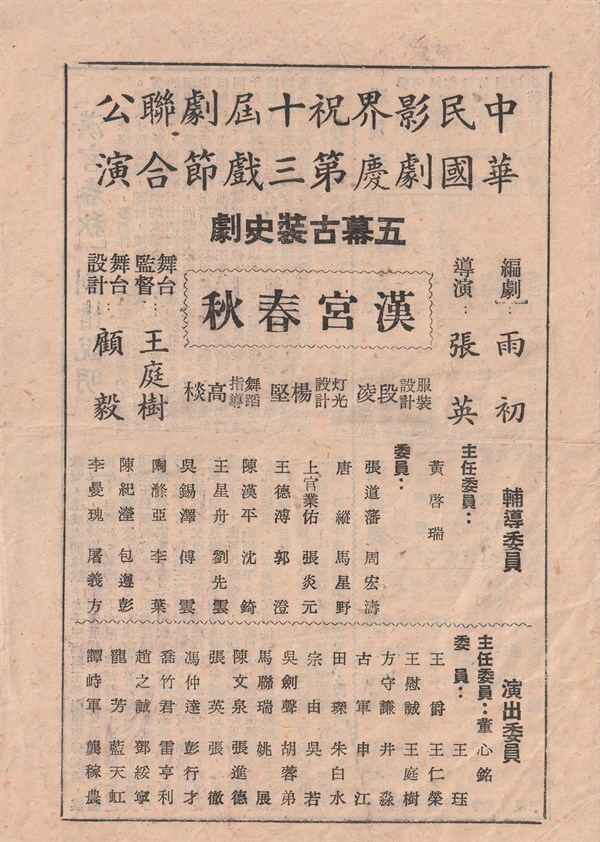 中華民國影劇界慶祝第十三屆戲劇節聯合公演
五幕古裝史劇
漢宮春秋
編劇：雨初
導演：張英
舞台監督：王庭樹
舞台設計：顧毅
服裝設計 段凌
灯光設計 楊堅
舞蹈指導 高棪
輔導委員
主任委員：黃啓瑞
委員：
張道藩 周宏濤
唐縱 馬星野
上官業佑 張炎元
王德溥 郭澄
陳漢平 沈錡
王星舟 劉先雲
吳錫澤 傅雲
陶滌亞 李葉
陳紀瀅 包遵彭
李曼瑰 屠義方
演出委員
主任委員：董心銘
委員：王珏
王爵 王仁榮
王慰誠 王庭樹
方守謙 井淼
古軍 申江
田琛 朱白水
宗由 吳若
吳劍聲 胡蓉弟
馬聯瑞 姚展
陳文泉 張進德
張英 張徹
馮仲達 彭行才
喬竹君 雷亨利
趙之誠 鄧綏寧
龍芳 藍天虹
譚峙軍 龔稼農